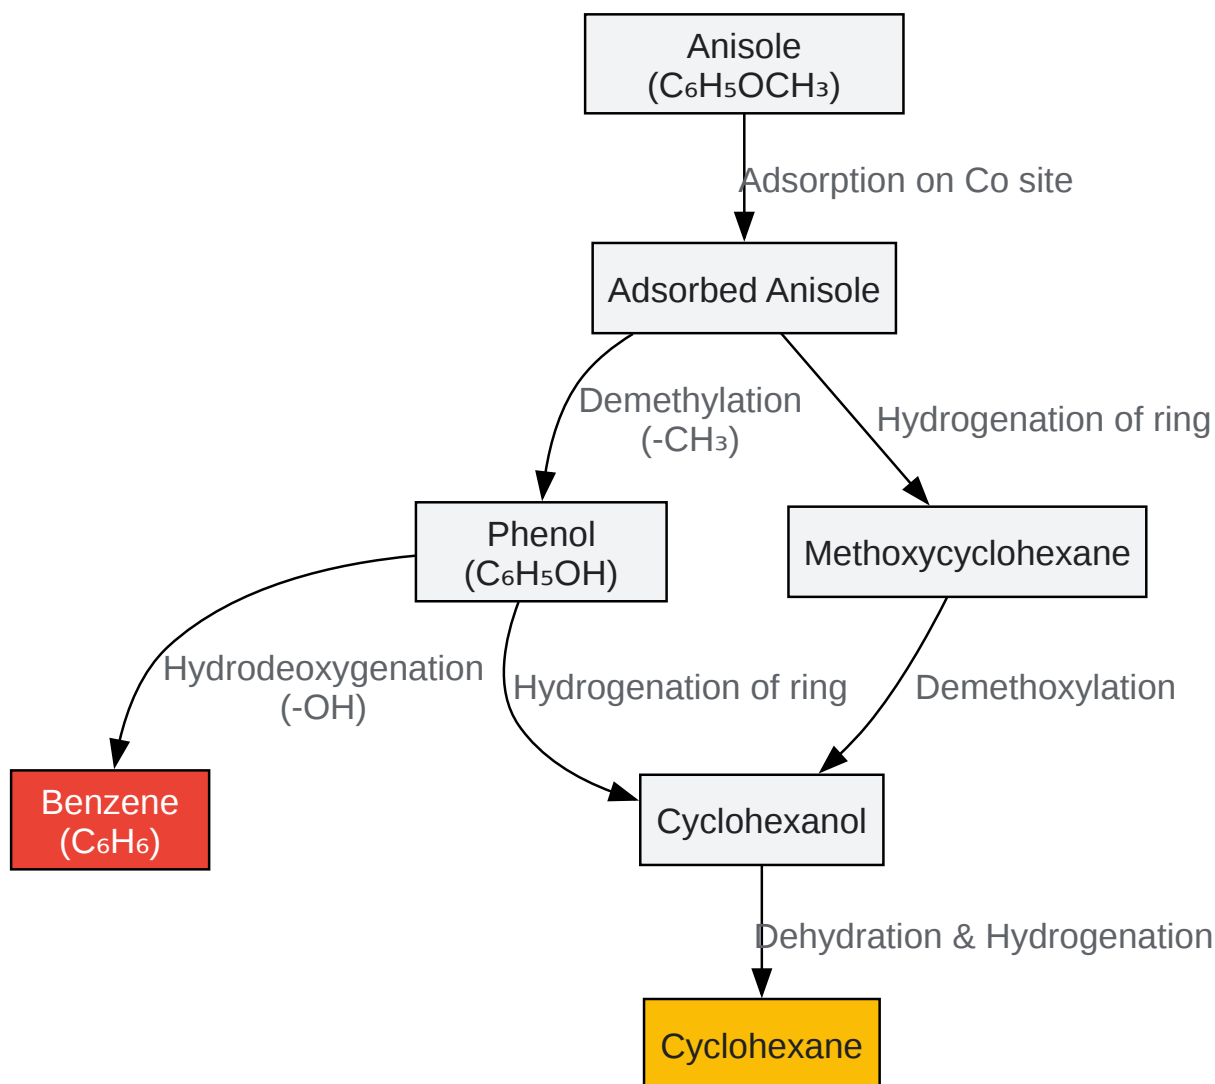 Anisole
(C₆H₅OCH₃)
Adsorption on Co site
Adsorbed Anisole
Demethylation
(-CH₃)
Hydrogenation of ring
Phenol
(C₆H₅OH)
Methoxycyclohexane
Hydrodeoxygenation
(-OH)
Hydrogenation of ring
Demethoxylation
Benzene
(C₆H₆)
Cyclohexanol
Dehydration & Hydrogenation
Cyclohexane